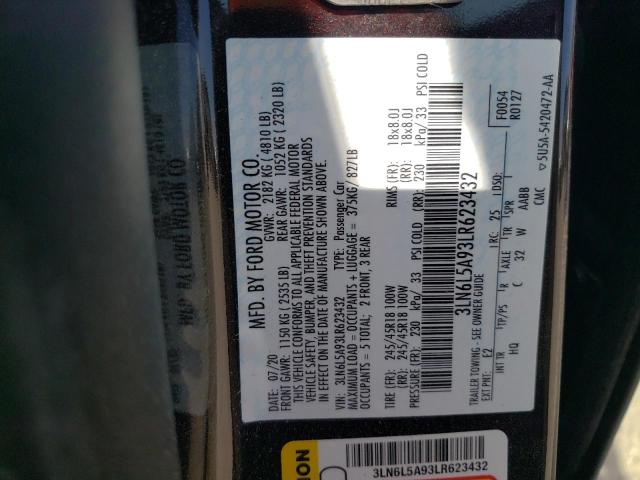 MFD. BY FORD MOTOR CO.
DATE: 07/20 GVWR: 2182 KG ( 4810 LB)
FRONT GAWR: 1150 KG ( 2535 LB) REAR GAWR: 1052 KG ( 2320 LB)
THIS VEHICLE CONFORMS TO ALL APPLICABLE FEDERAL MOTOR
VEHICLE SAFETY, BUMPER, AND THEFT PREVENTION STANDARDS
IN EFFECT ON THE DATE OF MANUFACTURE SHOWN ABOVE.
VIN: 3LN6L5A93LR623432 TYPE: Passenger Car
MAXIMUM LOAD = OCCUPANTS + LUGGAGE = 375KG/ 827LB
OCCUPANTS = 5 TOTAL; 2 FRONT, 3 REAR
TIRE (FR): 245/45R18 100W RIMS (FR): 18x8.0J
(RR): 245/45R18 100W (RR): 18x8.0J
PRESSURE (FR): 230 kPa/ 33 PSI COLD (RR): 230 kPa/ 33 PSI COLD
3LN6L5A93LR623432
TRAILER TOWING - SEE OWNER GUIDE
F0054
R0127
EXT PNT: E2 RC: 25 DSO:
INT TR TP/PS R AXLE TR SPR
HQ C 32 W AABB
CMC
5U5A-5420472-AA
3LN6L5A93LR623432